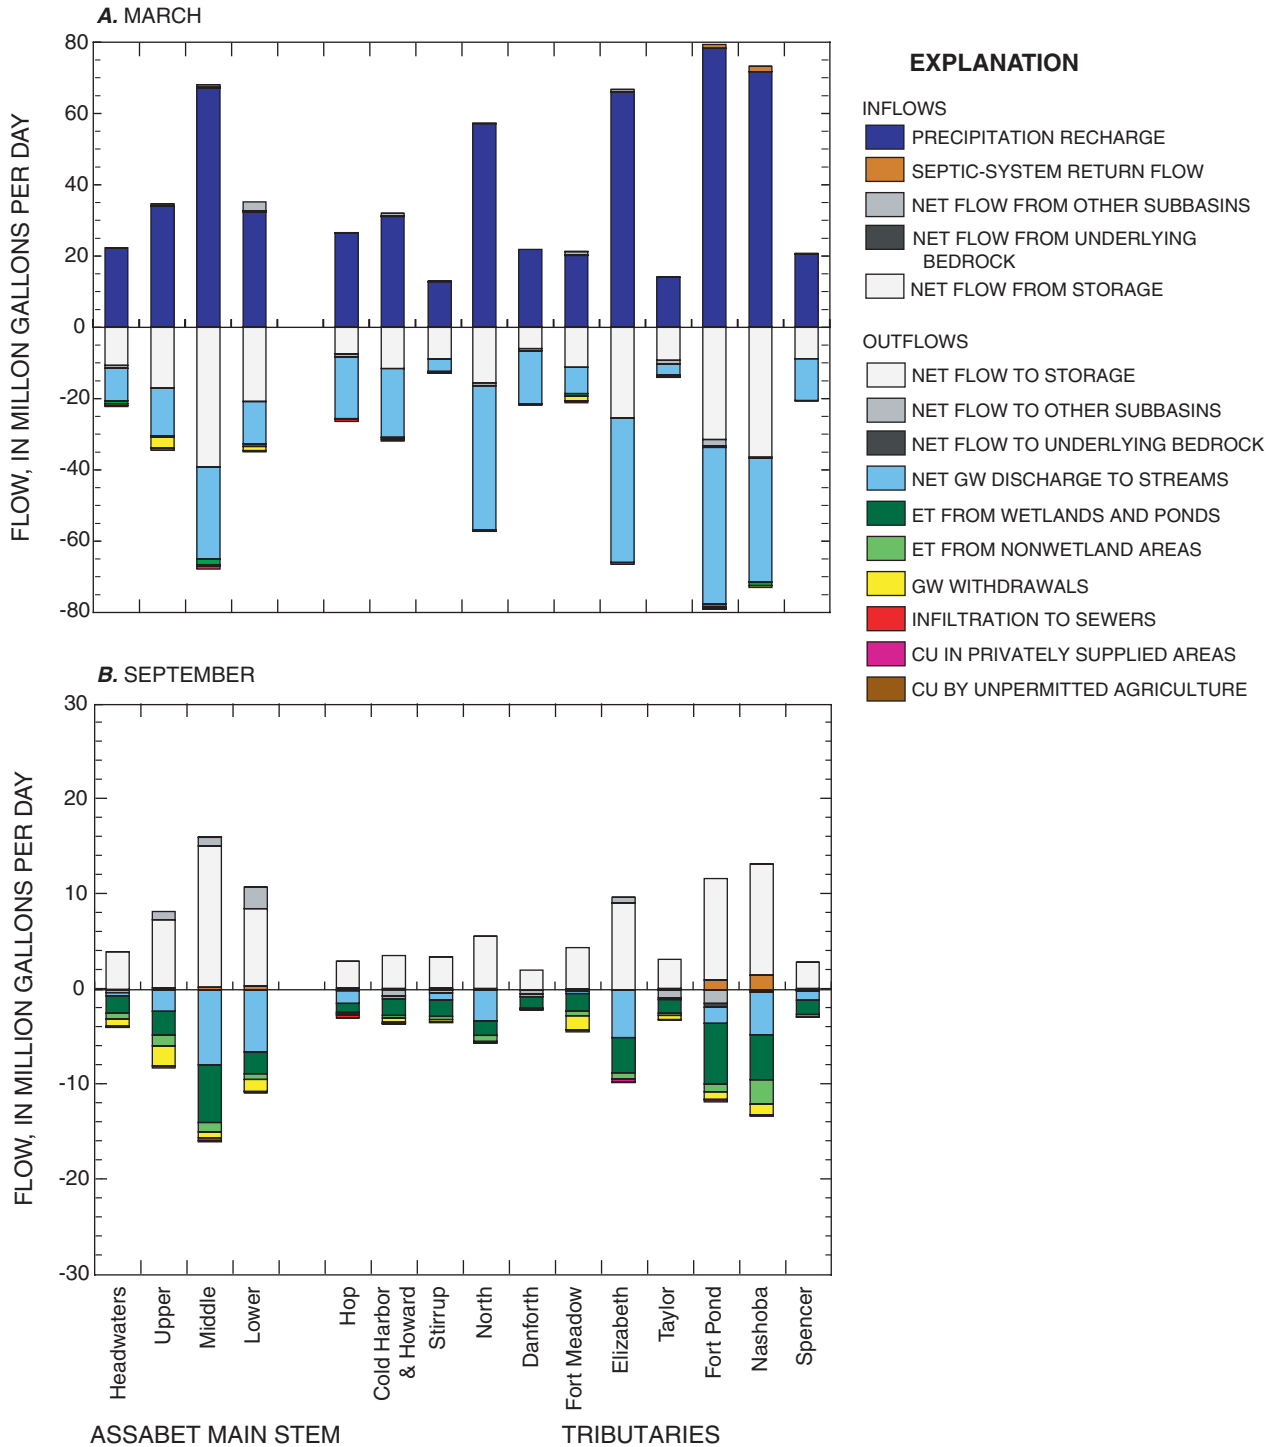 A. MARCH
FLOW, IN MILLON GALLONS PER DAY
80
60
40
20
0
-20
-40
-60
-80
EXPLANATION
INFLOWS
PRECIPITATION RECHARGE
SEPTIC-SYSTEM RETURN FLOW
NET FLOW FROM OTHER SUBBASINS
NET FLOW FROM UNDERLYING
BEDROCK
NET FLOW FROM STORAGE
OUTFLOWS
NET FLOW TO STORAGE
NET FLOW TO OTHER SUBBASINS
NET FLOW TO UNDERLYING BEDROCK
NET GW DISCHARGE TO STREAMS
ET FROM WETLANDS AND PONDS
ET FROM NONWETLAND AREAS
GW WITHDRAWALS
INFILTRATION TO SEWERS
CU IN PRIVATELY SUPPLIED AREAS
CU BY UNPERMITTED AGRICULTURE
B. SEPTEMBER
FLOW, IN MILLION GALLONS PER DAY
30
20
10
0
-10
-20
-30
Headwaters
Upper
Middle
Lower
Hop
Cold Harbor
& Howard
Stirrup
North
Danforth
Fort Meadow
Elizabeth
Taylor
Fort Pond
Nashoba
Spencer
ASSABET MAIN STEM
TRIBUTARIES